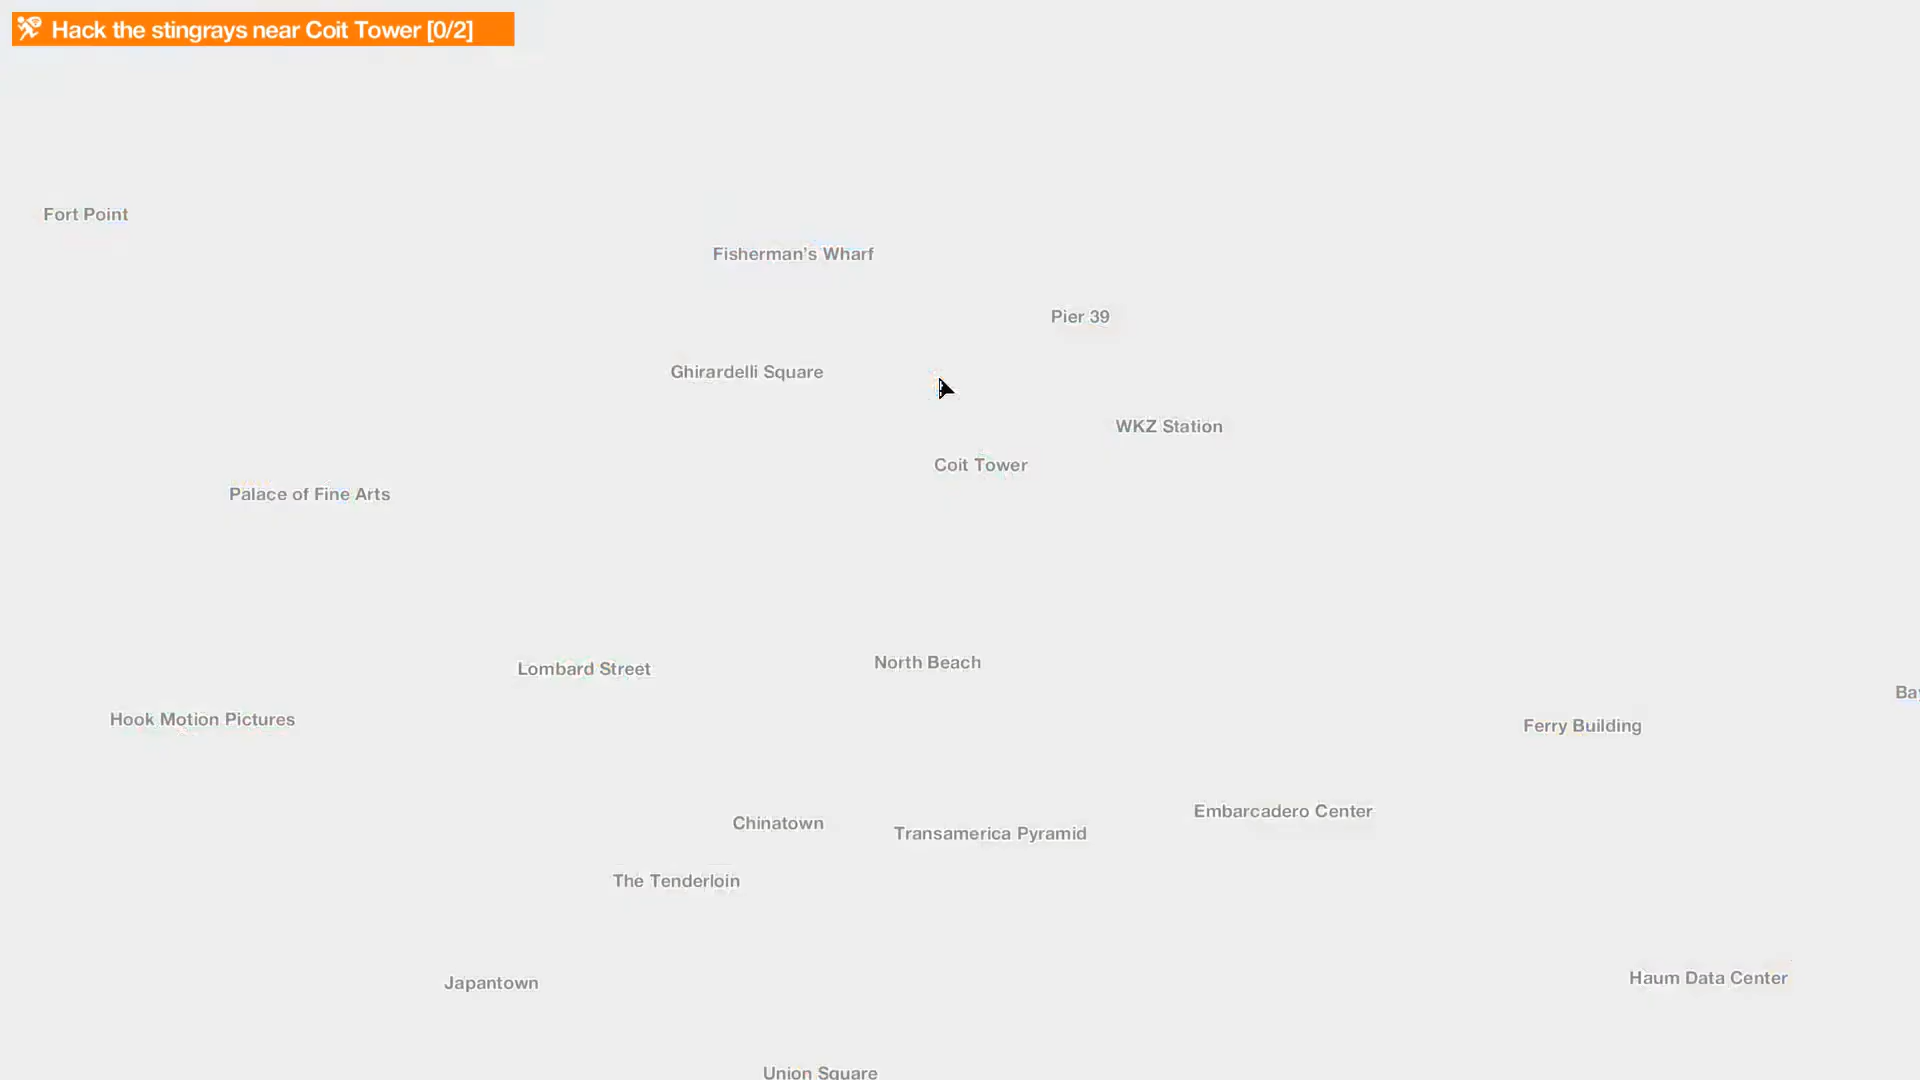 Hack the stingrays near Coit Tower [0/2]
Fort Point
Fisherman's Wharf
Pier 39
Ghirardelli Square
WKZ Station
Coit Tower
Palace of Fine Arts
North Beach
Lombard Street
Bay
Hook Motion Pictures
Ferry Building
Embarcadero Center
Chinatown
Transamerica Pyramid
The Tenderloin
Haum Data Center
Japantown
Union Square